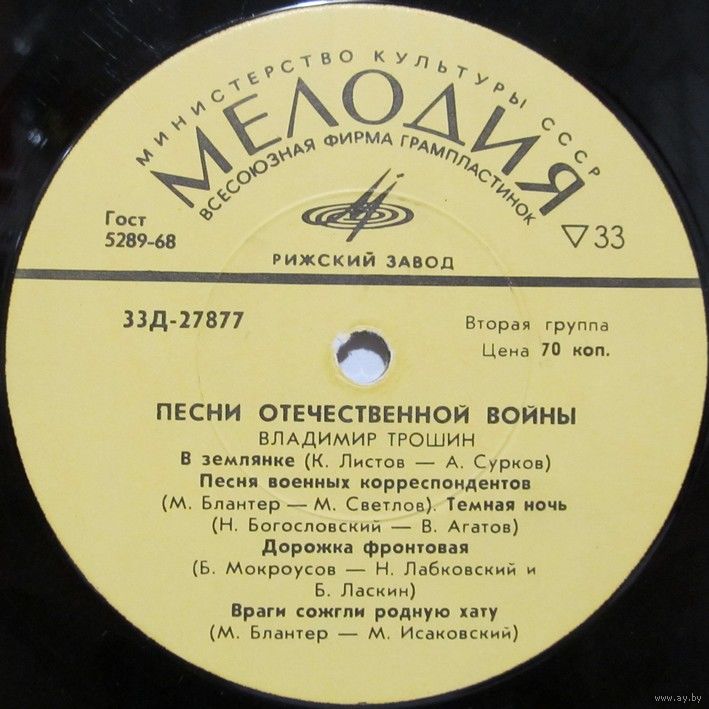 МИНИСТЕРСТВО КУЛЬТУРЫ СССР
МЕЛОДИЯ
ВСЕСОЮЗНАЯ ФИРМА ГРАМПЛАСТИНОК
Гост
5289-68
▽33
РИЖСКИЙ ЗАВОД
33Д-27877
Вторая группа
Цена 70 коп.
ПЕСНИ ОТЕЧЕСТВЕННОЙ ВОЙНЫ
ВЛАДИМИР ТРОШИН
В землянке (К. Листов — А. Сурков)
Песня военных корреспондентов
(М. Блантер — М. Светлов). Темная ночь
(Н. Богословский — В. Агатов)
Дорожка фронтовая
(Б. Мокроусов — Н. Лабковский и
Б. Ласкин)
Враги сожгли родную хату
(М. Блантер — М. Исаковский)
www.ay.by